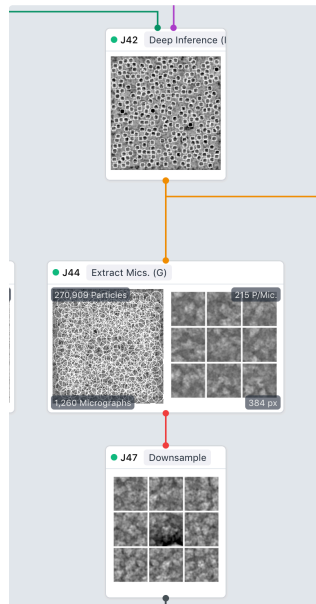 J42 Deep Inference (
J44 Extract Mics. (G)
270,909 Particles 215 P/Mic.
1,260 Micrographs 384 px
J47 Downsample